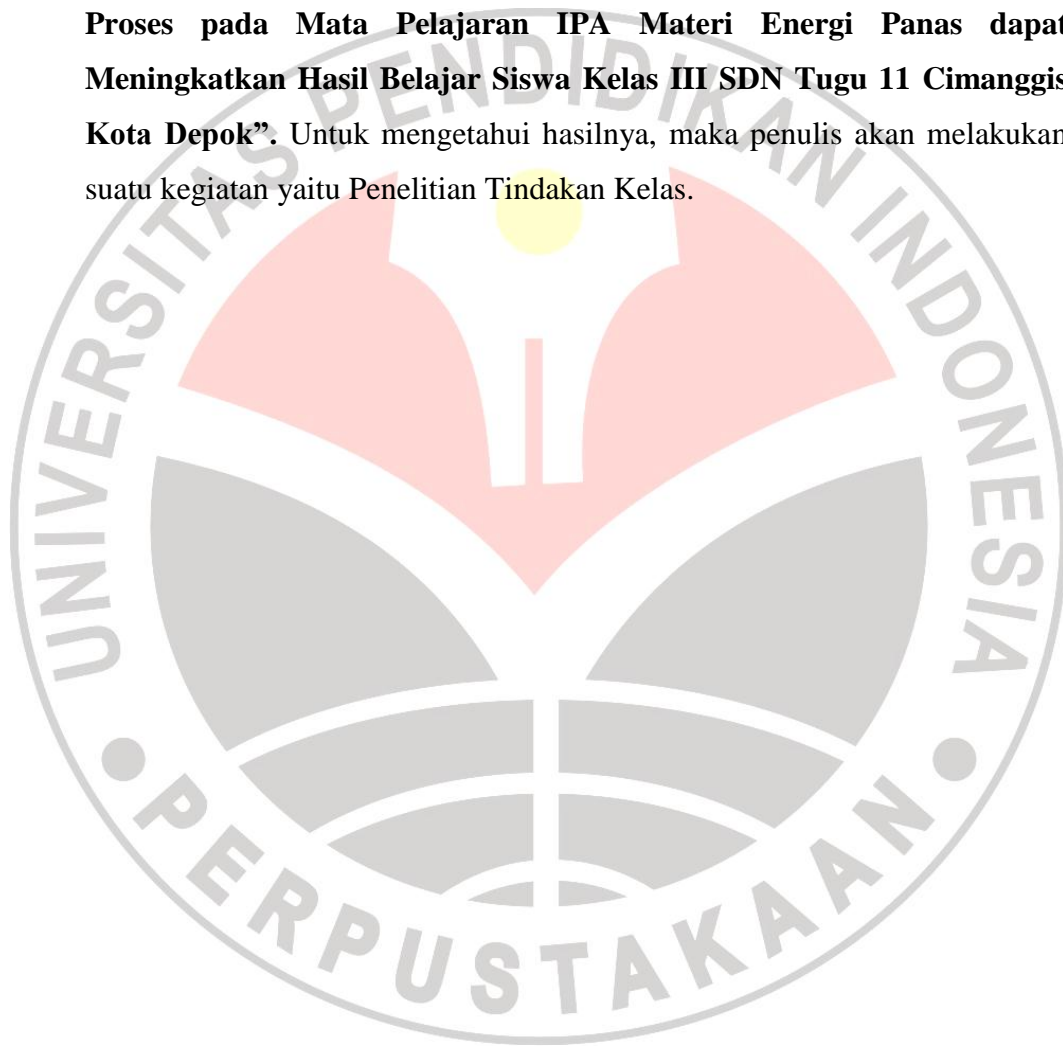 Proses pada Mata Pelajaran IPA Materi Energi Panas dapat
Meningkatkan Hasil Belajar Siswa Kelas III SDN Tugu 11 Cimanggis
Kota Depok”. Untuk mengetahui hasilnya, maka penulis akan melakukan
suatu kegiatan yaitu Penelitian Tindakan Kelas.
UNIVERSITAS PENDIDIKAN INDONESIA
PERPUSTAKAAN